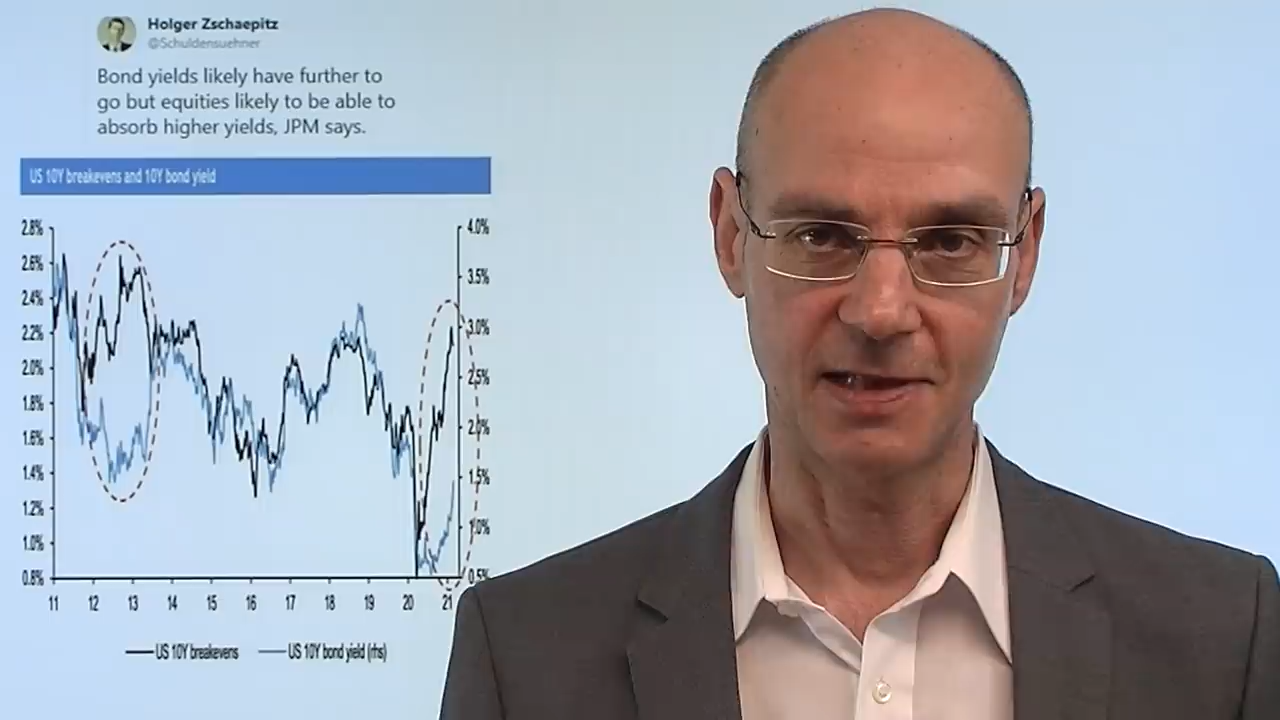 Holger Zschaepitz
@Schuldensuehner
Bond yields likely have further to
go but equities likely to be able to
absorb higher yields, JPM says.
US 10Y breakevens and 10Y bond yield
2.8%
4.0%
2.6%
3.5%
2.4%
2.2%
3.0%
2.0%
2.5%
1.8%
2.0%
1.6%
1.4%
1.5%
1.2%
1.0%
1.0%
0.8%
0.5%
11 12 13 14 15 16 17 18 19 20 21
US 10Y breakevens US 10Y bond yield (rhs)